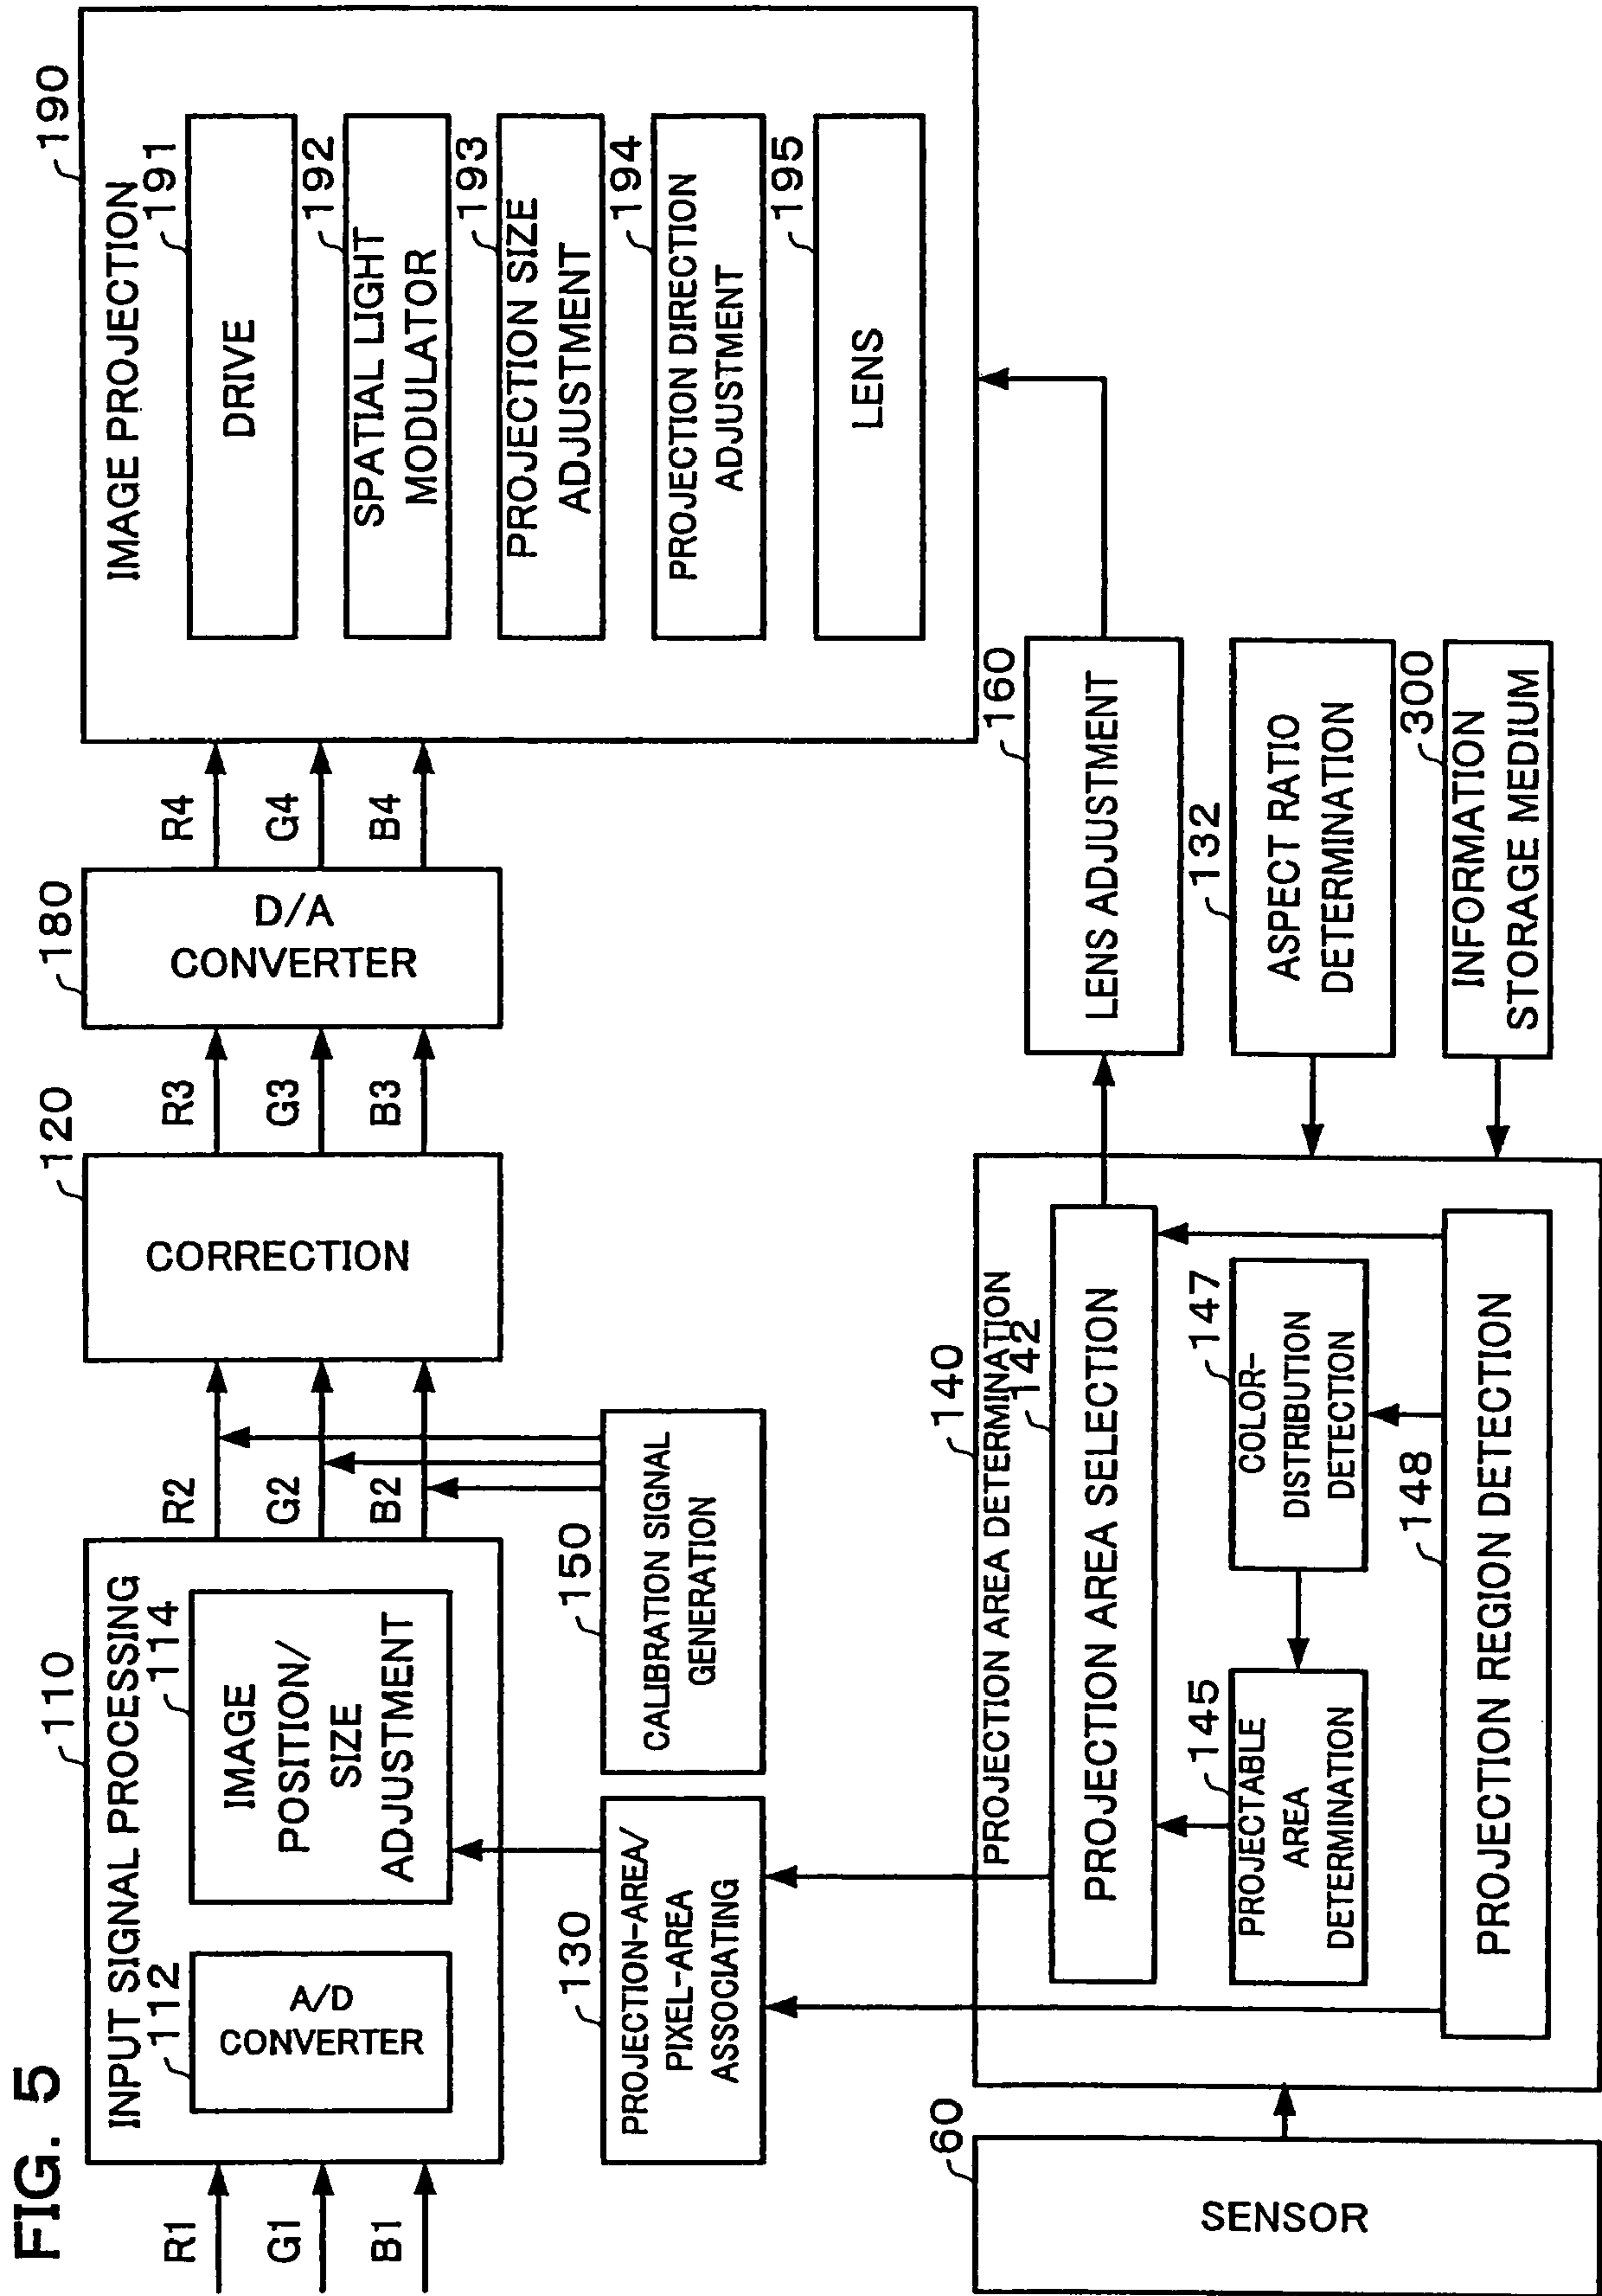 FIG. 5
R1
G1
B1
110
INPUT SIGNAL PROCESSING
112
A/D
CONVERTER
114
IMAGE
POSITION/
SIZE
ADJUSTMENT
R2
G2
B2
120
CORRECTION
R3
G3
B3
180
D/A
CONVERTER
R4
G4
B4
190
IMAGE PROJECTION
191
DRIVE
192
SPATIAL LIGHT
MODULATOR
193
PROJECTION SIZE
ADJUSTMENT
194
PROJECTION DIRECTION
ADJUSTMENT
195
LENS
130
PROJECTION-AREA/
PIXEL-AREA
ASSOCIATING
150
CALIBRATION SIGNAL
GENERATION
60
SENSOR
140
PROJECTION AREA DETERMINATION
142
PROJECTION AREA SELECTION
145
PROJECTABLE
AREA
DETERMINATION
147
COLOR-
DISTRIBUTION
DETECTION
148
PROJECTION REGION DETECTION
160
LENS ADJUSTMENT
132
ASPECT RATIO
DETERMINATION
300
INFORMATION
STORAGE MEDIUM